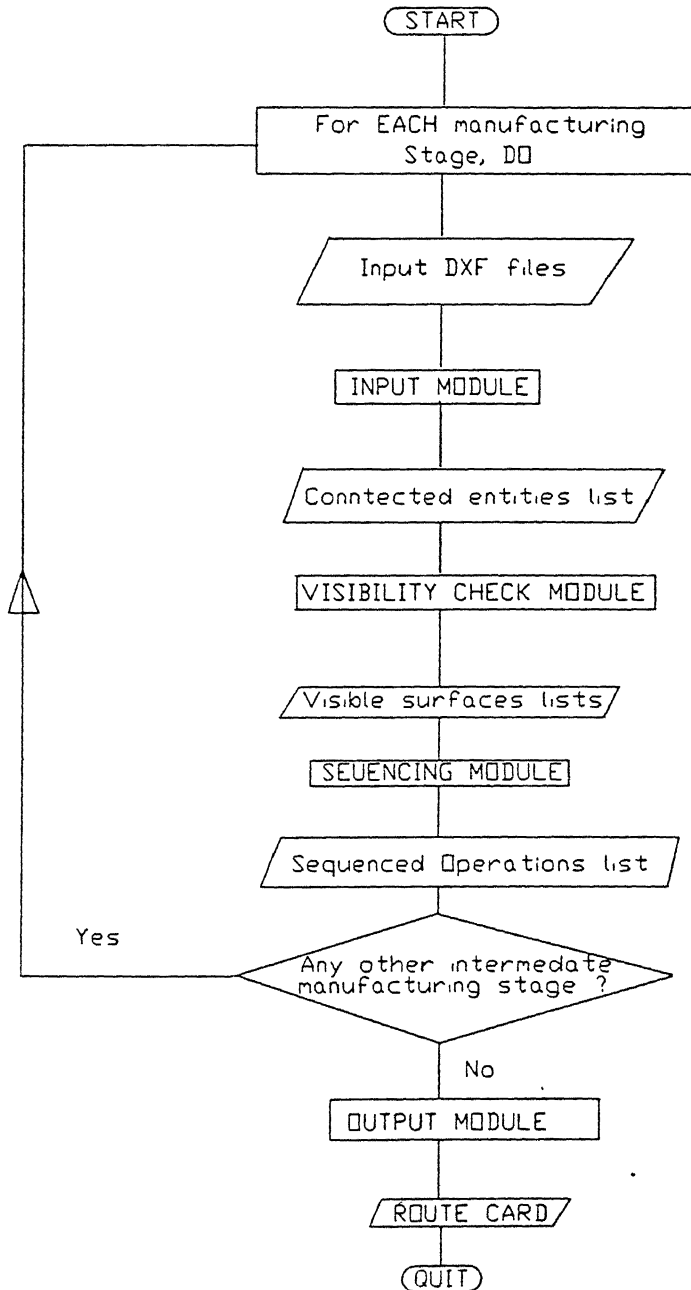 START
For EACH manufacturing
Stage, DO
Input DXF files
INPUT MODULE
Conntected entities list
VISIBILITY CHECK MODULE
Visible surfaces lists
SEUENCING MODULE
Sequenced Operations list
Yes
Any other intermedate
manufacturing stage ?
No
OUTPUT MODULE
ROUTE CARD
QUIT